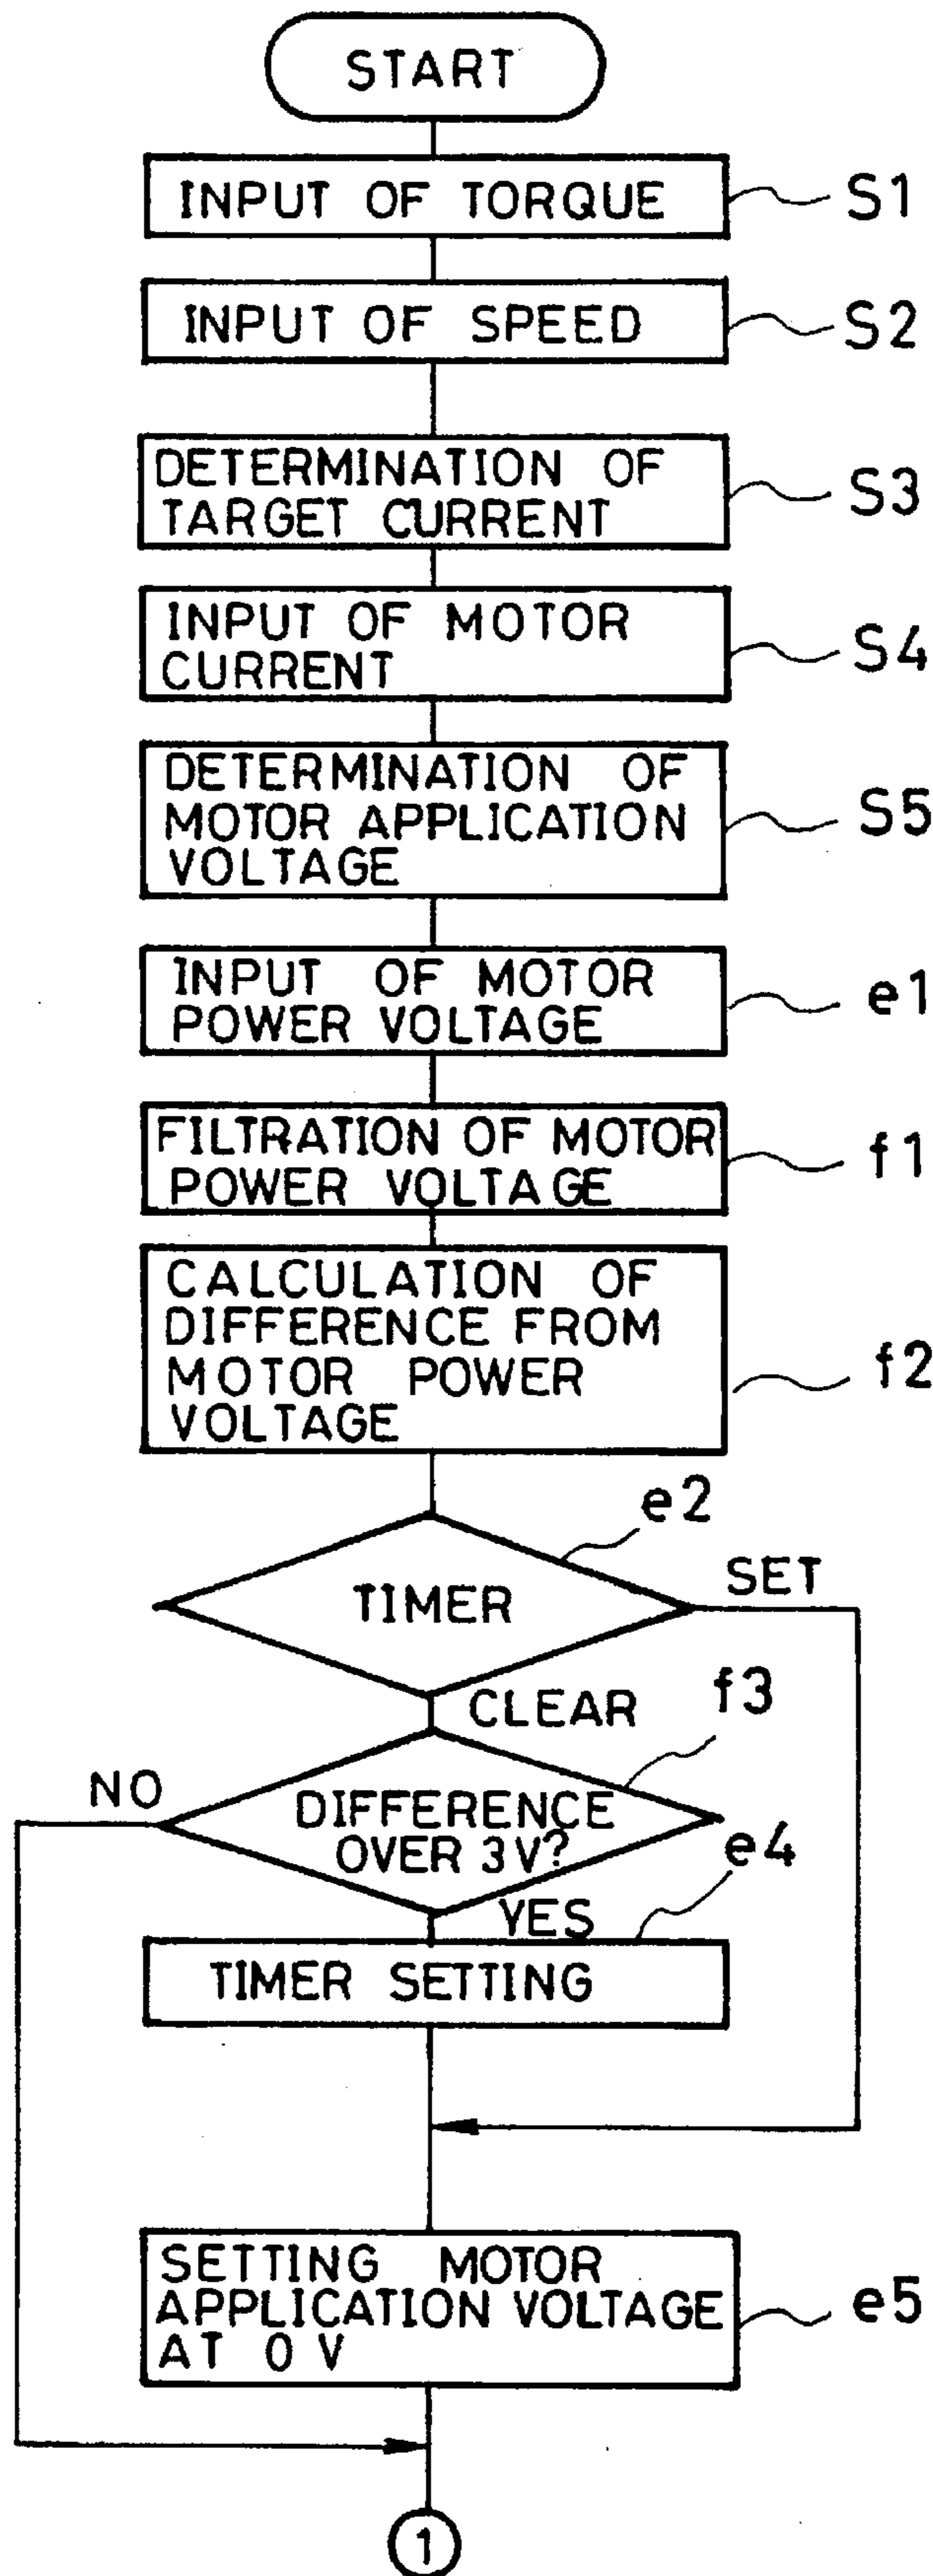 START
INPUT OF TORQUE
S1
INPUT OF SPEED
S2
DETERMINATION OF
TARGET CURRENT
S3
INPUT OF MOTOR
CURRENT
S4
DETERMINATION OF
MOTOR APPLICATION
VOLTAGE
S5
INPUT OF MOTOR
POWER VOLTAGE
e1
FILTRATION OF MOTOR
POWER VOLTAGE
f1
CALCULATION OF
DIFFERENCE FROM
MOTOR POWER
VOLTAGE
f2
e2
TIMER
SET
CLEAR
f3
NO
DIFFERENCE
OVER 3V?
e4
YES
TIMER SETTING
SETTING MOTOR
APPLICATION VOLTAGE
AT 0 V
e5
1